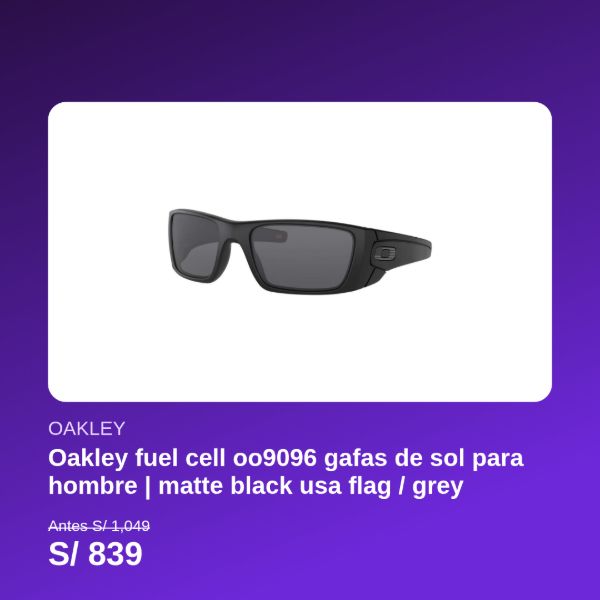 OAKLEY
Oakley fuel cell oo9096 gafas de sol para
hombre | matte black usa flag / grey
Antes S/ 1,049
S/ 839